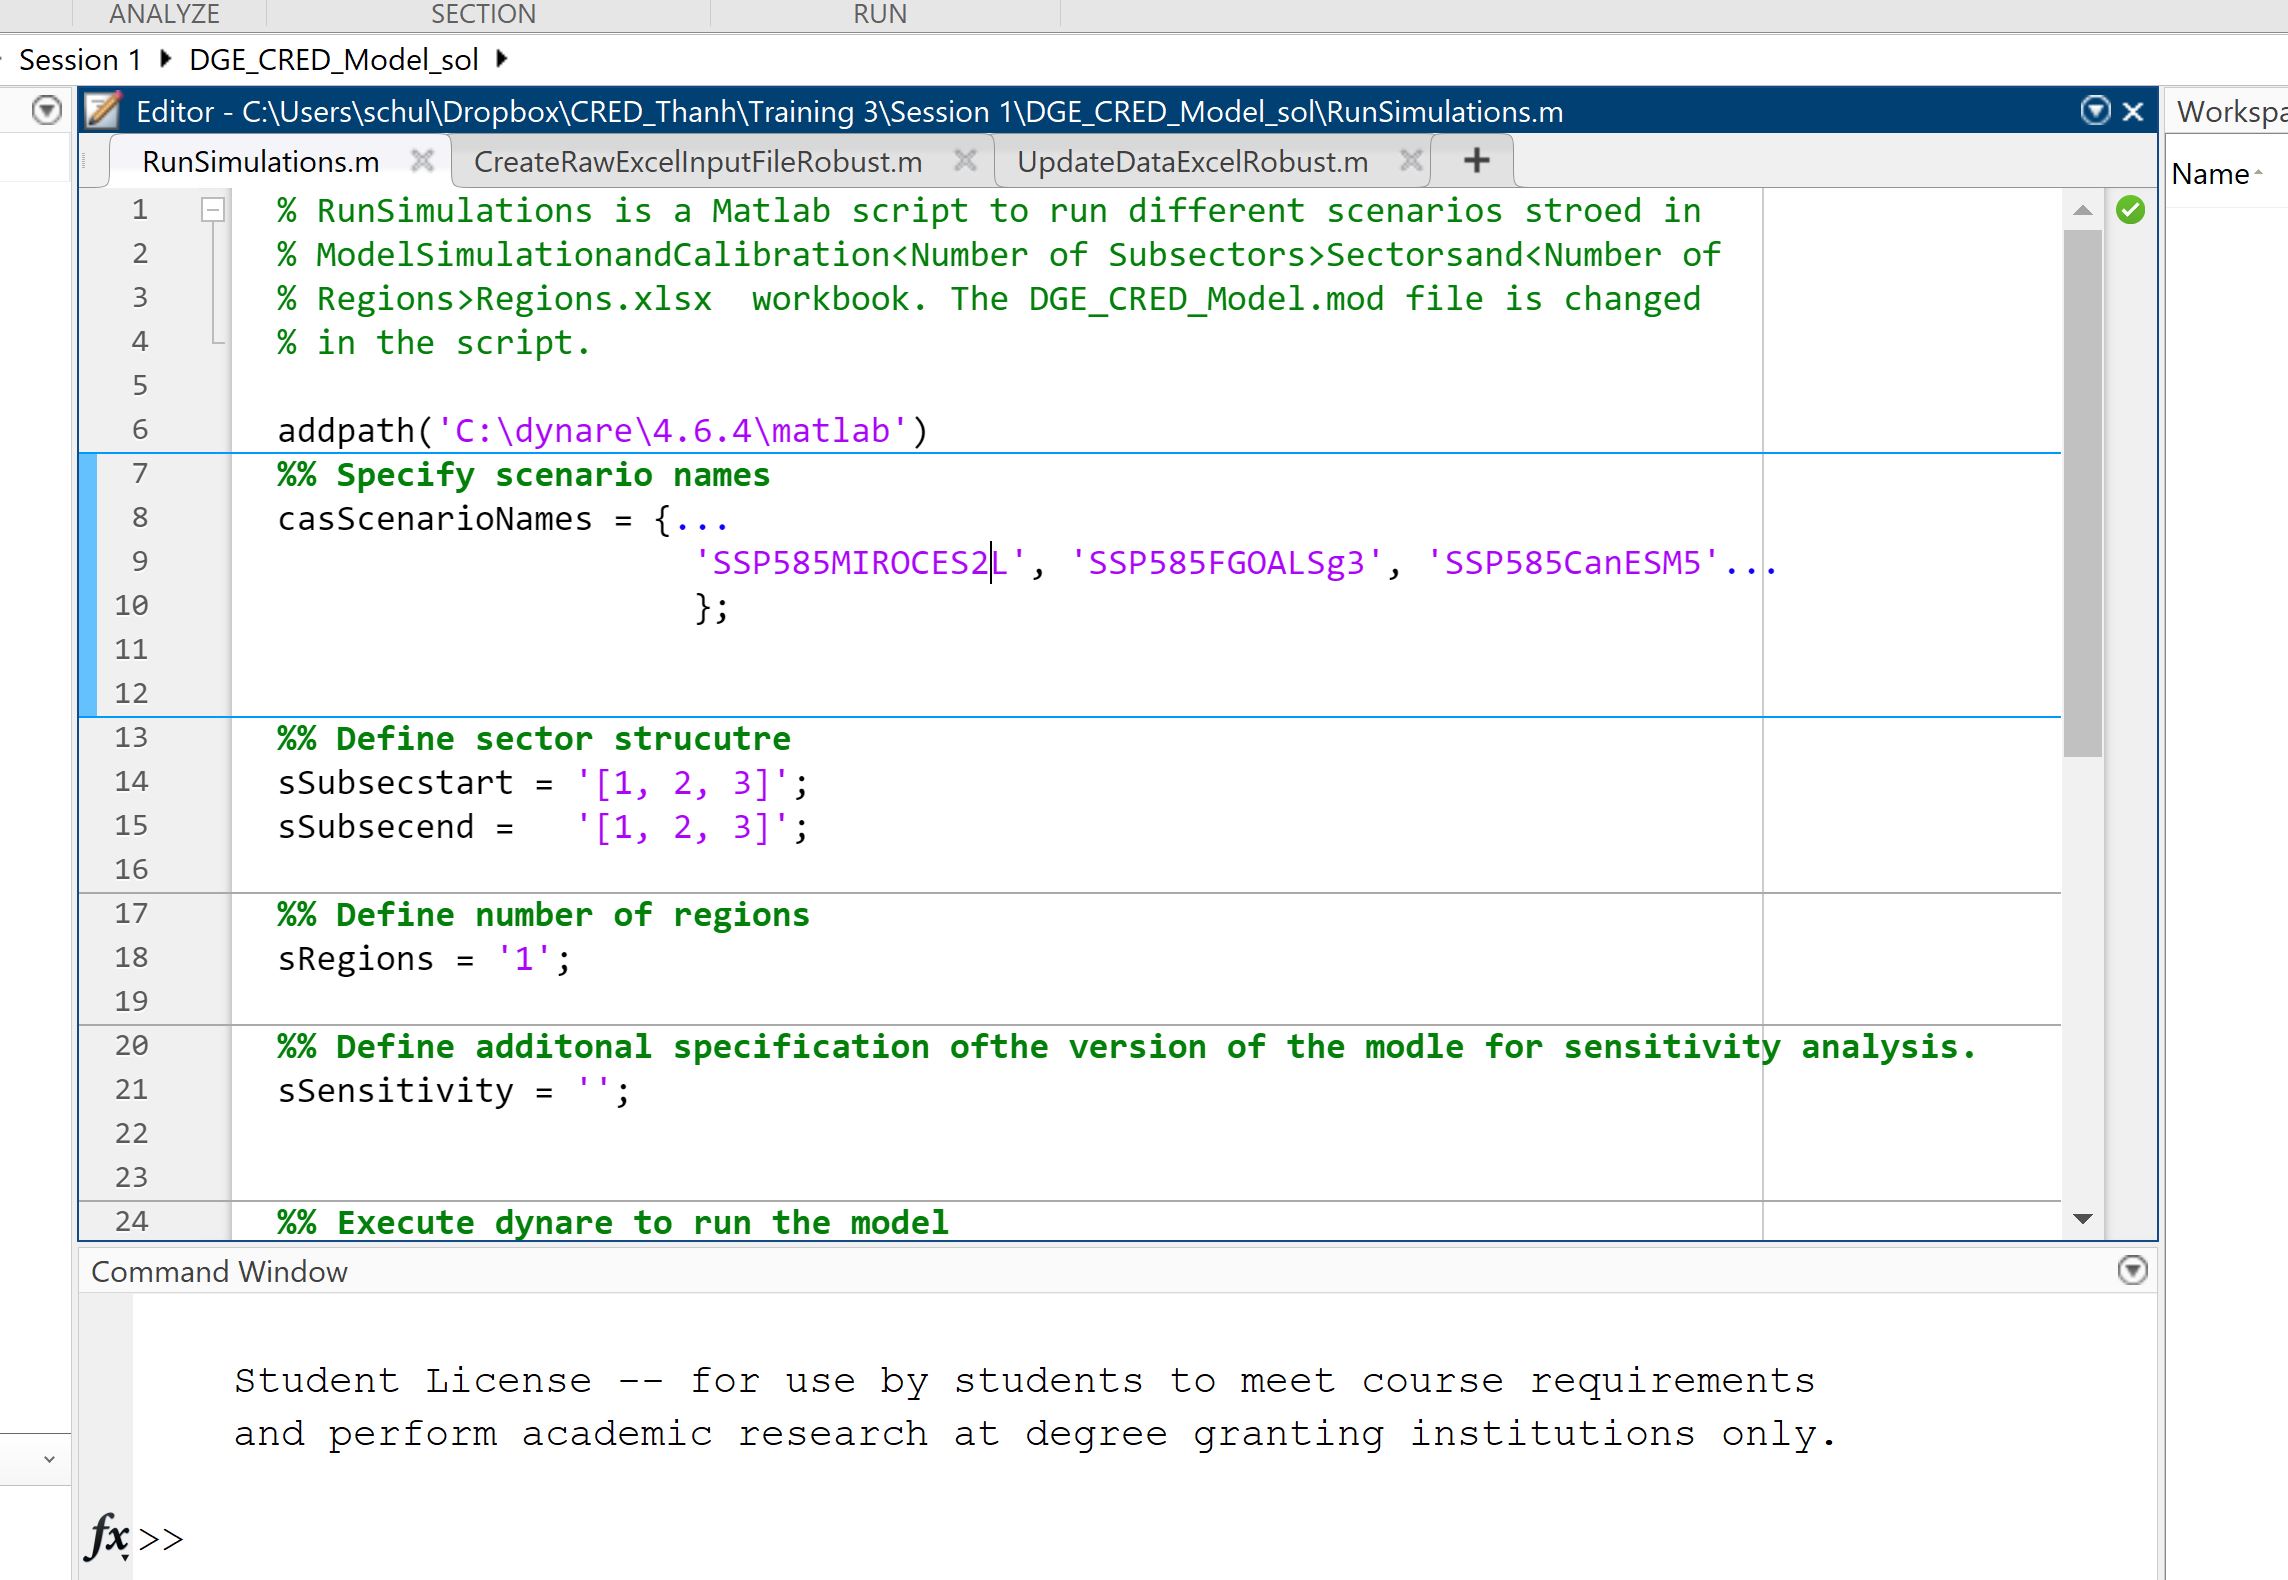 ANALYZE SECTION RUN
Session 1 DGE_CRED_Model_sol
Editor - C:\Users\schul\Dropbox\CRED_Thanh\Training 3\Session 1\DGE_CRED_Model_sol\RunSimulations.m
RunSimulations.m CreateRawExcelInputFileRobust.m UpdateDataExcelRobust.m +
Name
1 % RunSimulations is a Matlab script to run different scenarios stroed in
2 % ModelSimulationandCalibration<Number of Subsectors>Sectorsand<Number of
3 % Regions>Regions.xlsx  workbook. The DGE_CRED_Model.mod file is changed
4 % in the script.
5
6 addpath('C:\dynare\4.6.4\matlab')
7 %% Specify scenario names
8 casScenarioNames = {...
9 'SSP585MIROCES2L', 'SSP585FGOALSg3', 'SSP585CanESM5'...
10 };
11
12
13 %% Define sector strucutre
14 sSubsecstart = '[1, 2, 3]';
15 sSubsecend =   '[1, 2, 3]';
16
17 %% Define number of regions
18 sRegions = '1';
19
20 %% Define additonal specification ofthe version of the modle for sensitivity analysis.
21 sSensitivity = '';
22
23
24 %% Execute dynare to run the model
Command Window
Student License -- for use by students to meet course requirements
and perform academic research at degree granting institutions only.
fx >>